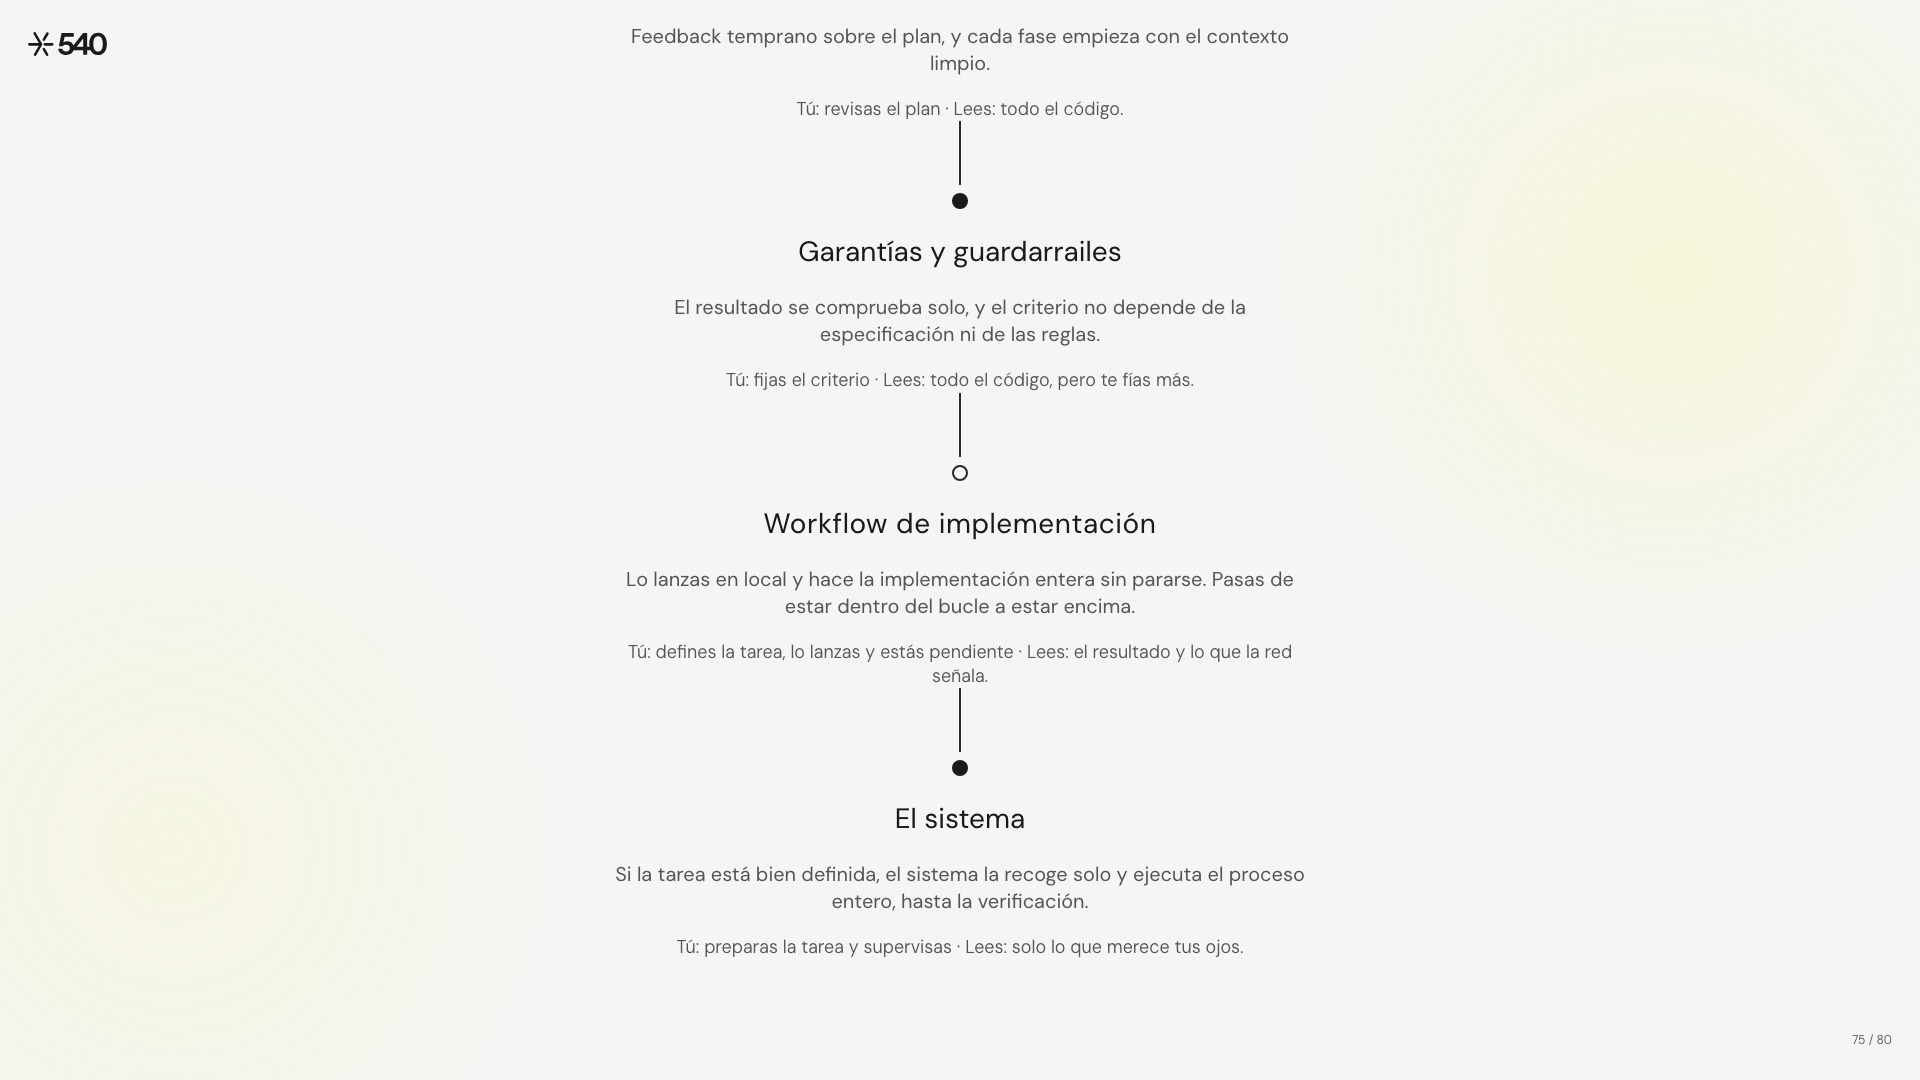 540
Feedback temprano sobre el plan, y cada fase empieza con el contexto
limpio.
Tú: revisas el plan · Lees: todo el código.
Garantías y guardarraíles
El resultado se comprueba solo, y el criterio no depende de la
especificación ni de las reglas.
Tú: fijas el criterio · Lees: todo el código, pero te fías más.
Workflow de implementación
Lo lanzas en local y hace la implementación entera sin pararse. Pasas de
estar dentro del bucle a estar encima.
Tú: defines la tarea, lo lanzas y estás pendiente · Lees: el resultado y lo que la red
señala.
El sistema
Si la tarea está bien definida, el sistema la recoge solo y ejecuta el proceso
entero, hasta la verificación.
Tú: preparas la tarea y supervisas · Lees: solo lo que merece tus ojos.
75 / 80